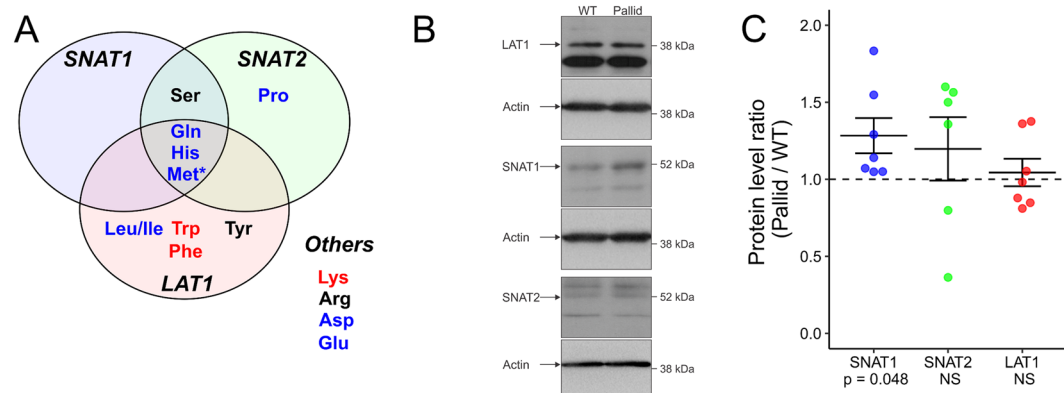 A
SNAT1
SNAT2
Ser
Pro
Gln
His
Met*
Leu/Ile
Trp
Tyr
Phe
LAT1
Others
Lys
Arg
Asp
Glu
B
WT Pallid
LAT1
38 kDa
Actin
38 kDa
SNAT1
52 kDa
Actin
38 kDa
SNAT2
52 kDa
Actin
38 kDa
C
Protein level ratio
(Pallid / WT)
2.0
1.5
1.0
0.5
0.0
SNAT1 SNAT2 LAT1
p = 0.048 NS NS